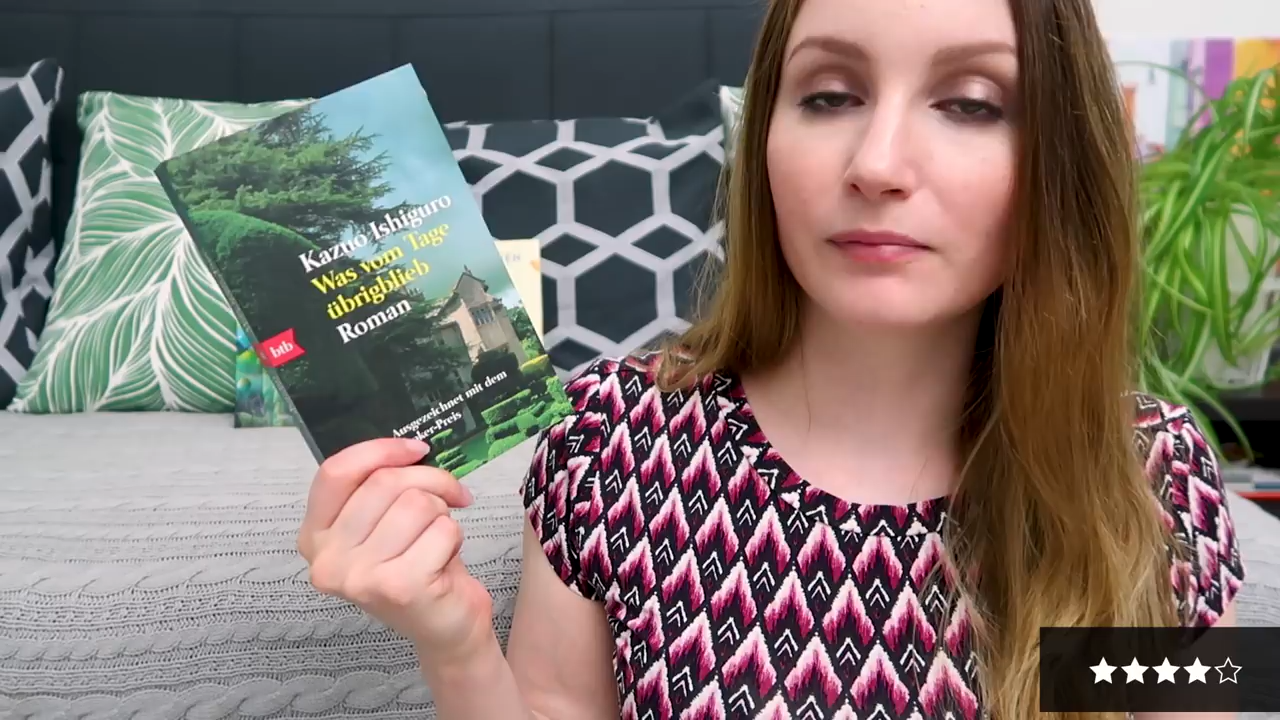 Kazuo Ishiguro
Was vom Tage
übrigblieb
Roman
btb
Ausgezeichnet mit dem